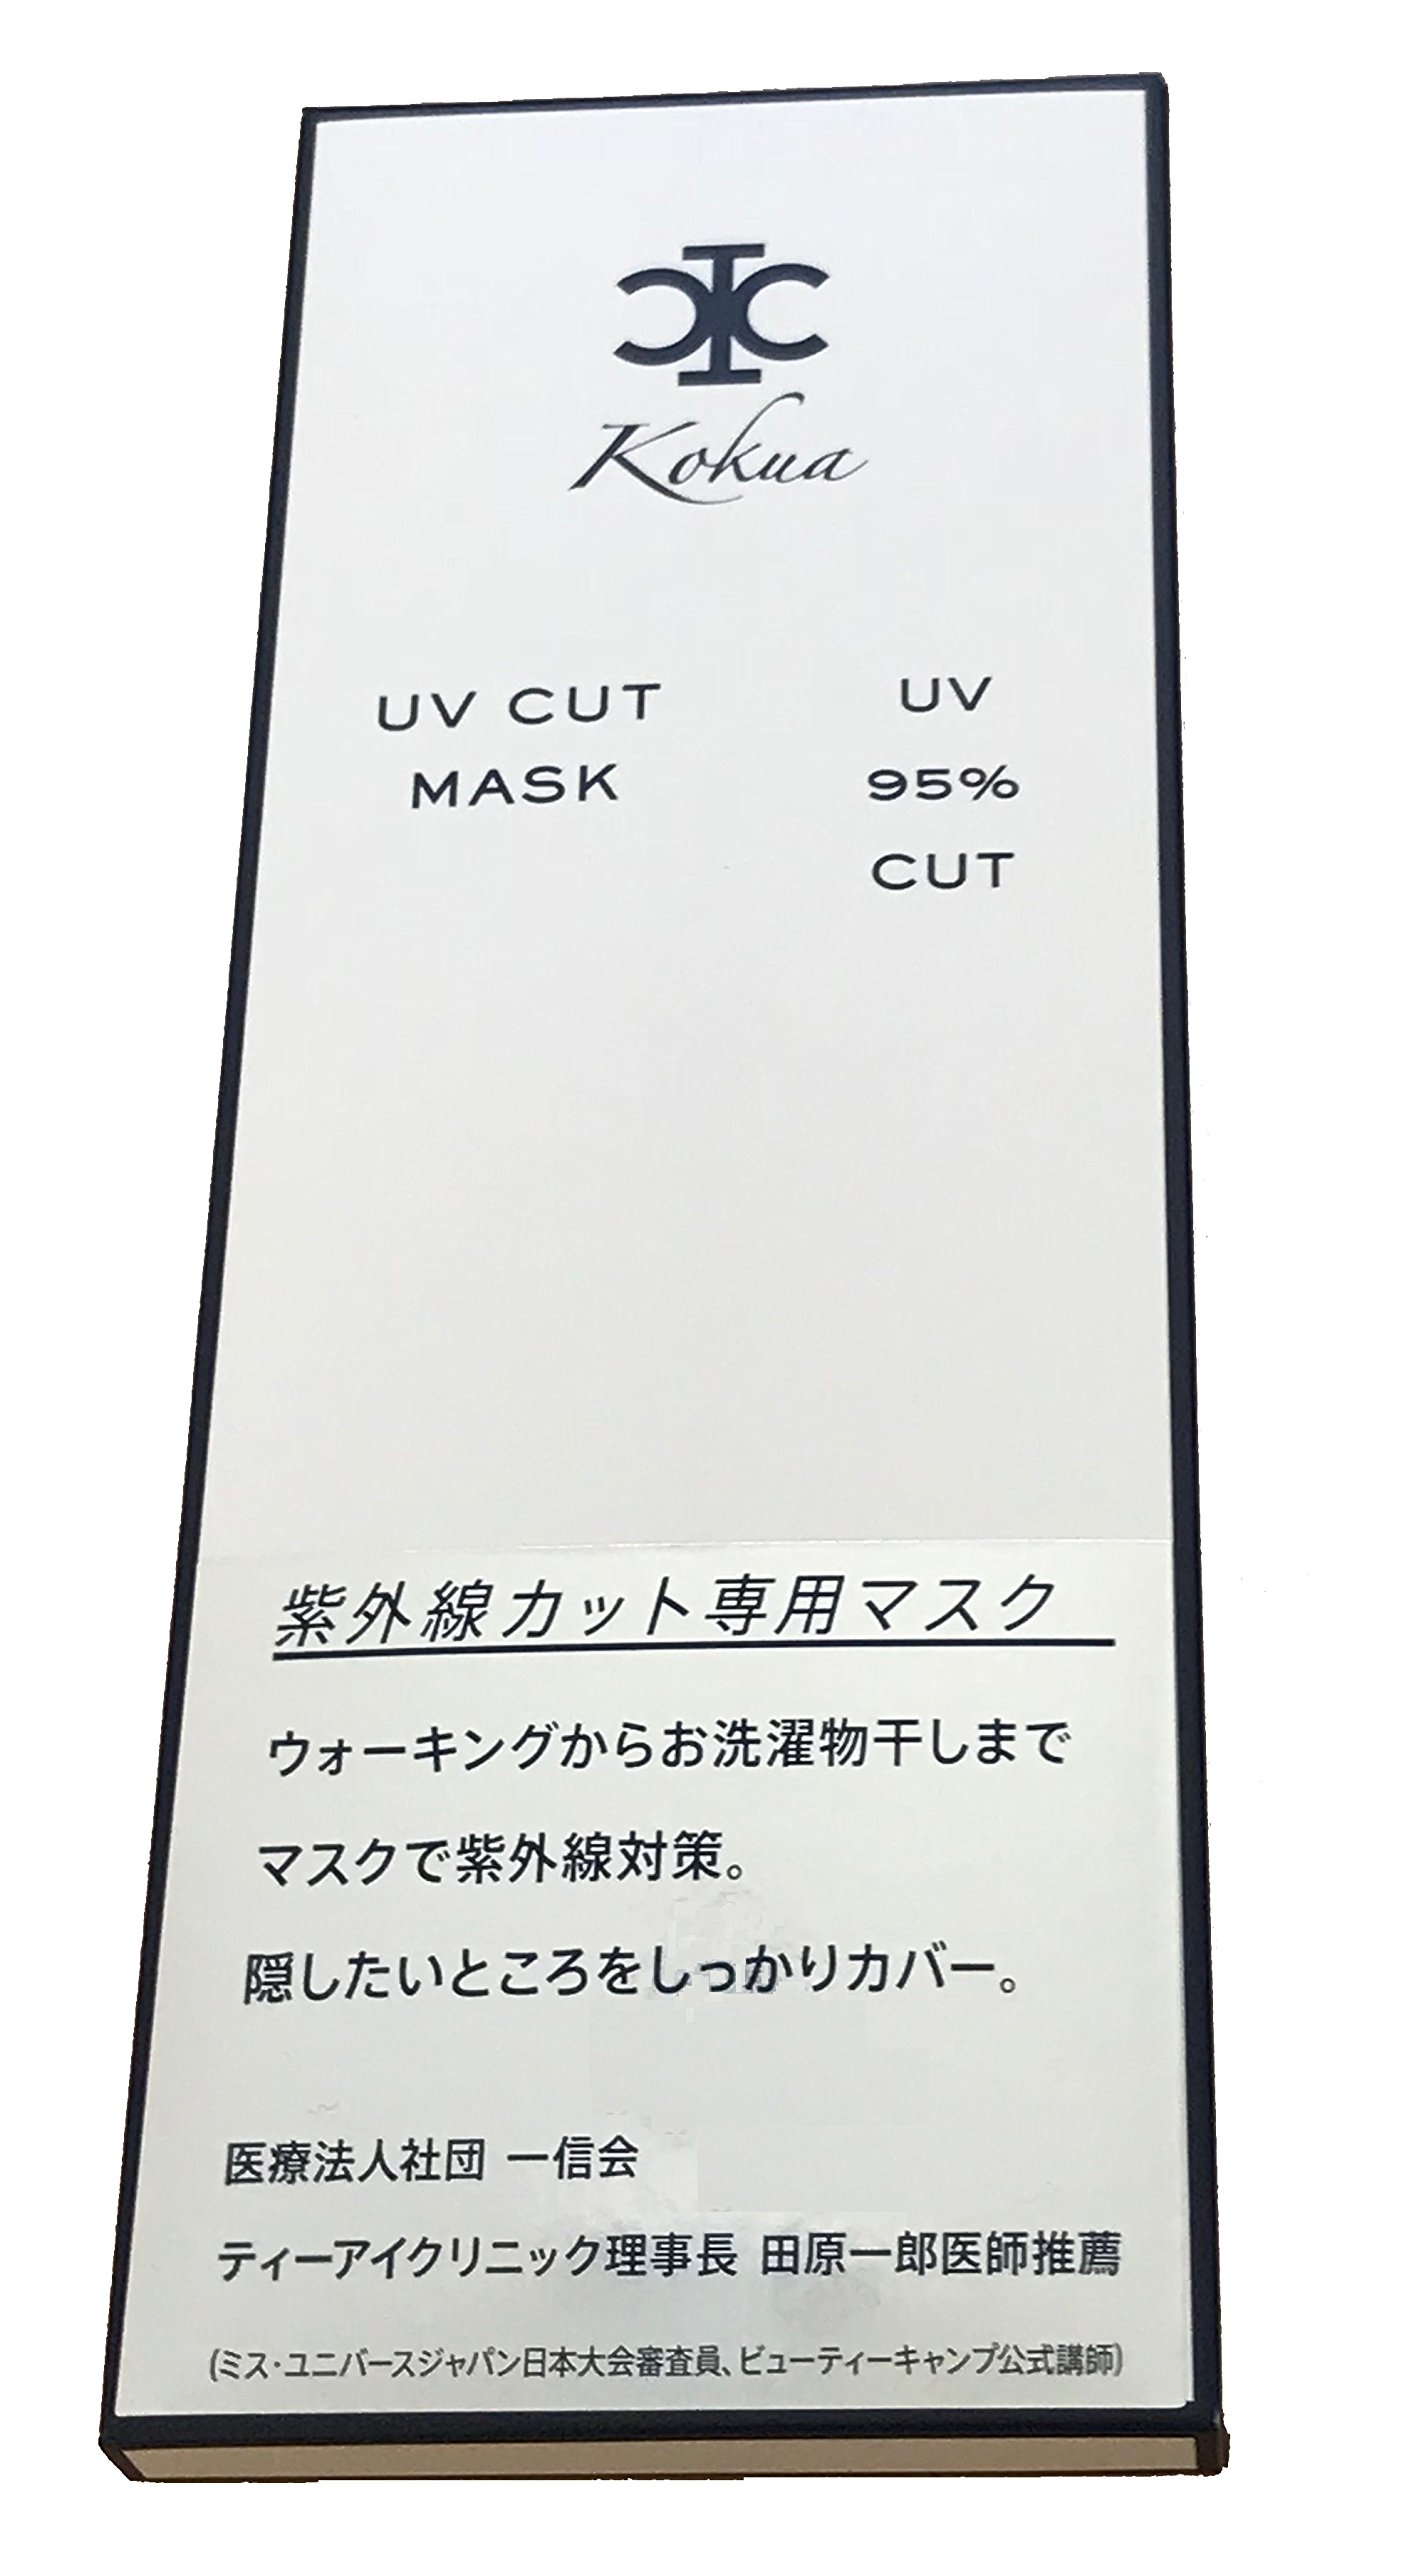 Kokua
UV CUT
MASK
UV
95%
CUT
紫外線カット専用マスク
ウォーキングからお洗濯物干しまで
マスクで紫外線対策。
隠したいところをしっかりカバー。
医療法人社団 一信会
ティーアイクリニック理事長 田原一郎医師推薦
(ミス・ユニバースジャパン日本大会審査員、ビューティーキャンプ公式講師)